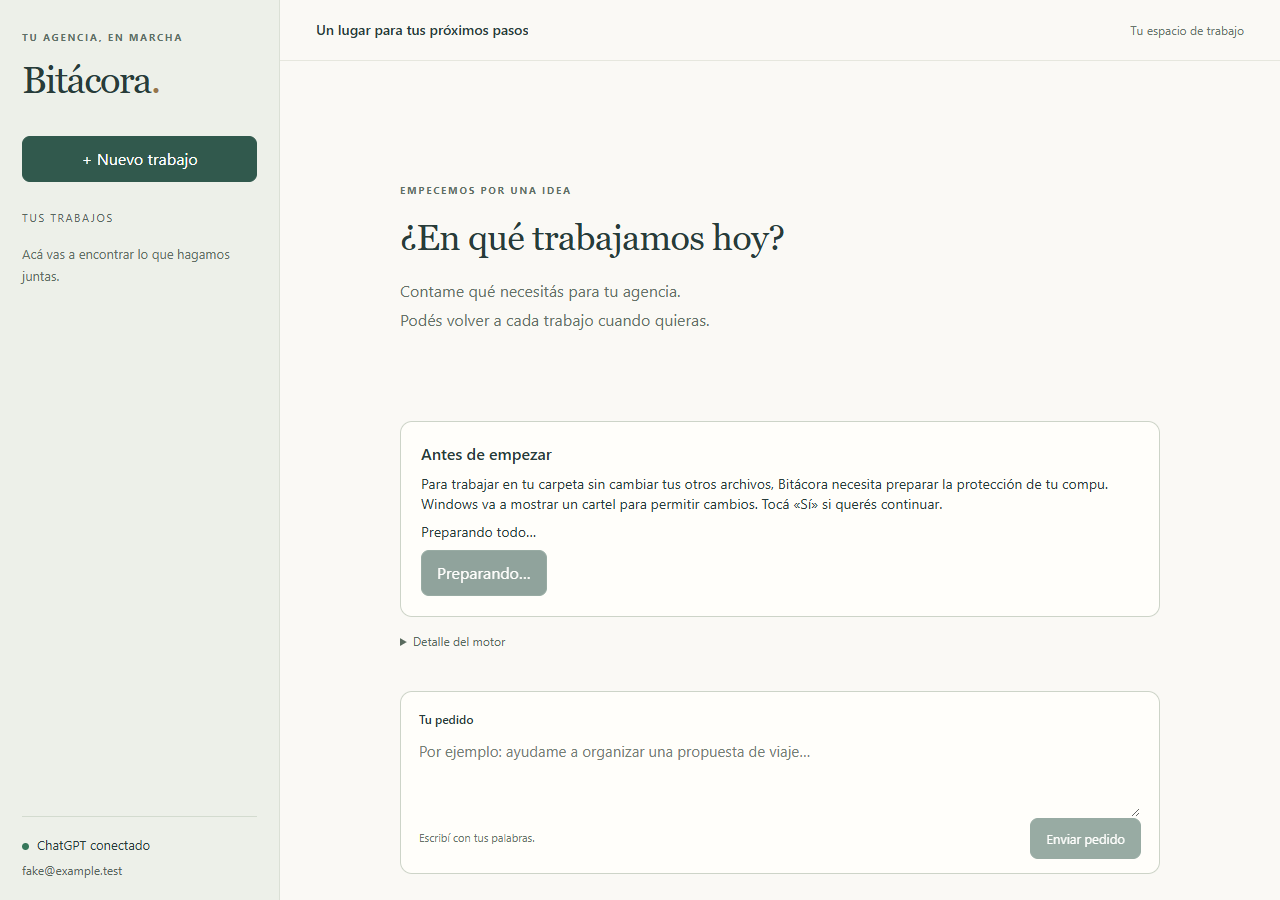 TU AGENCIA, EN MARCHA
Bitácora.
+ Nuevo trabajo
TUS TRABAJOS
Acá vas a encontrar lo que hagamos
juntas.
ChatGPT conectado
fake@example.test
Un lugar para tus próximos pasos
Tu espacio de trabajo
EMPECEMOS POR UNA IDEA
¿En qué trabajamos hoy?
Contame qué necesitás para tu agencia.
Podés volver a cada trabajo cuando quieras.
Antes de empezar
Para trabajar en tu carpeta sin cambiar tus otros archivos, Bitácora necesita preparar la protección de tu compu.
Windows va a mostrar un cartel para permitir cambios. Tocá «Sí» si querés continuar.
Preparando todo...
Preparando...
Detalle del motor
Tu pedido
Por ejemplo: ayudame a organizar una propuesta de viaje...
Escribí con tus palabras.
Enviar pedido